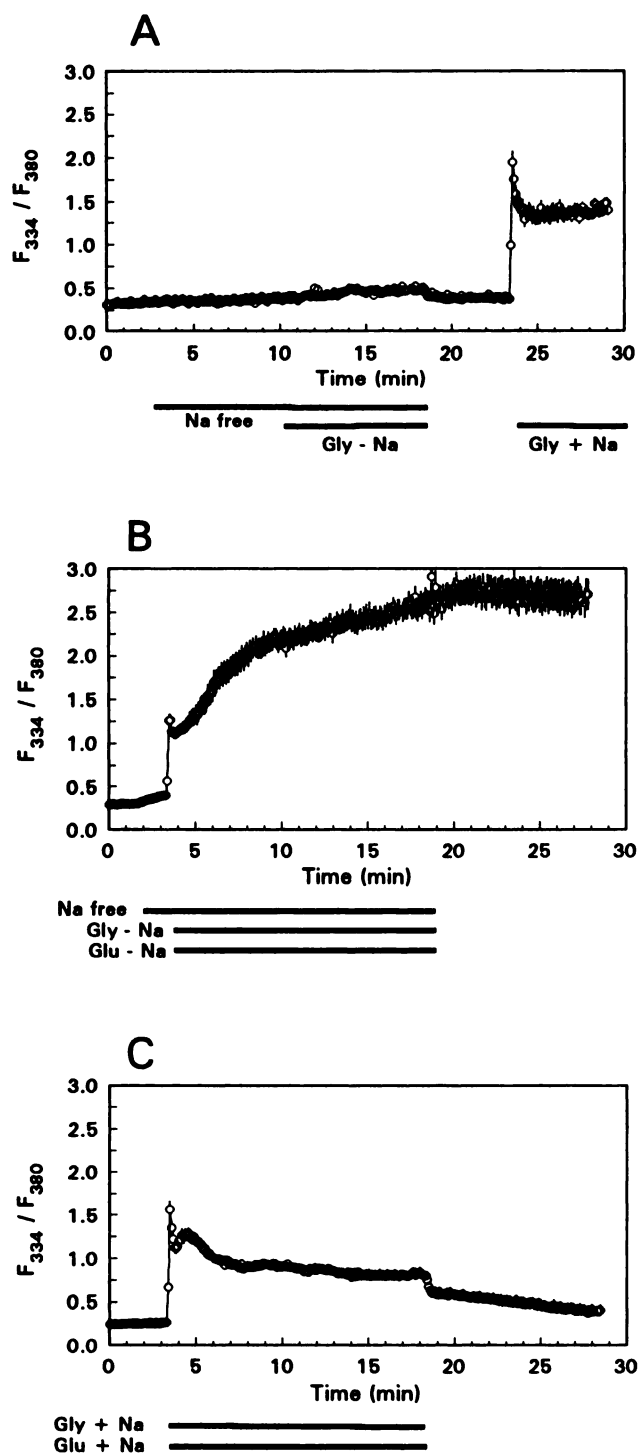 A
3.0
2.5
2.0
1.5
1.0
0.5
0.0
F334 / F380
0 5 10 15 20 25 30
Time (min)
Na free
Gly - Na
Gly + Na
B
3.0
2.5
2.0
1.5
1.0
0.5
0.0
F334 / F380
0 5 10 15 20 25 30
Time (min)
Na free
Gly - Na
Glu - Na
C
3.0
2.5
2.0
1.5
1.0
0.5
0.0
F334 / F380
0 5 10 15 20 25 30
Time (min)
Gly + Na
Glu + Na